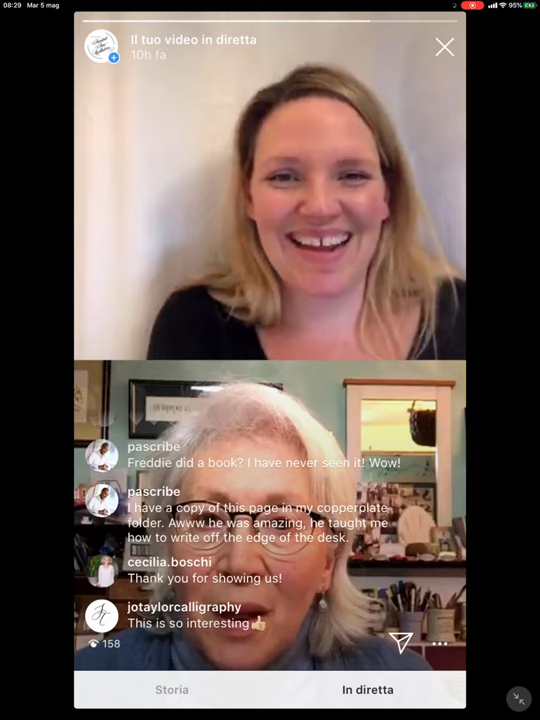 08:29 Mar 5 mag
95%
Il tuo video in diretta
10h fa
pascribe
Freddie did a book? I have never seen it! Wow!
pascribe
I have a copy of this page in my copperplate
folder. Awww he was amazing, he taught me
how to write off the edge of the desk.
cecilia.boschi
Thank you for showing us!
jotaylorcalligraphy
This is so interesting👍🏼
158
Storia
In diretta